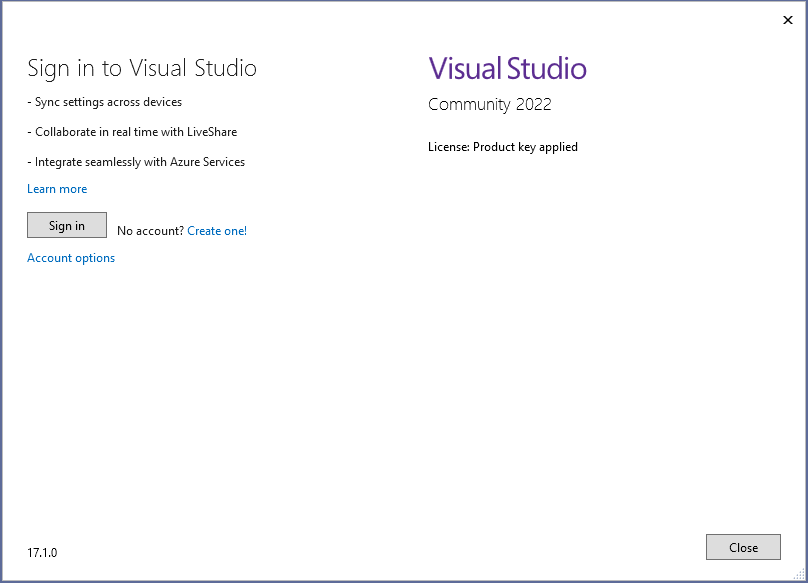 Sign in to Visual Studio
- Sync settings across devices
- Collaborate in real time with LiveShare
- Integrate seamlessly with Azure Services
Learn more
Sign in
No account? Create one!
Account options
Visual Studio
Community 2022
License: Product key applied
17.1.0
Close